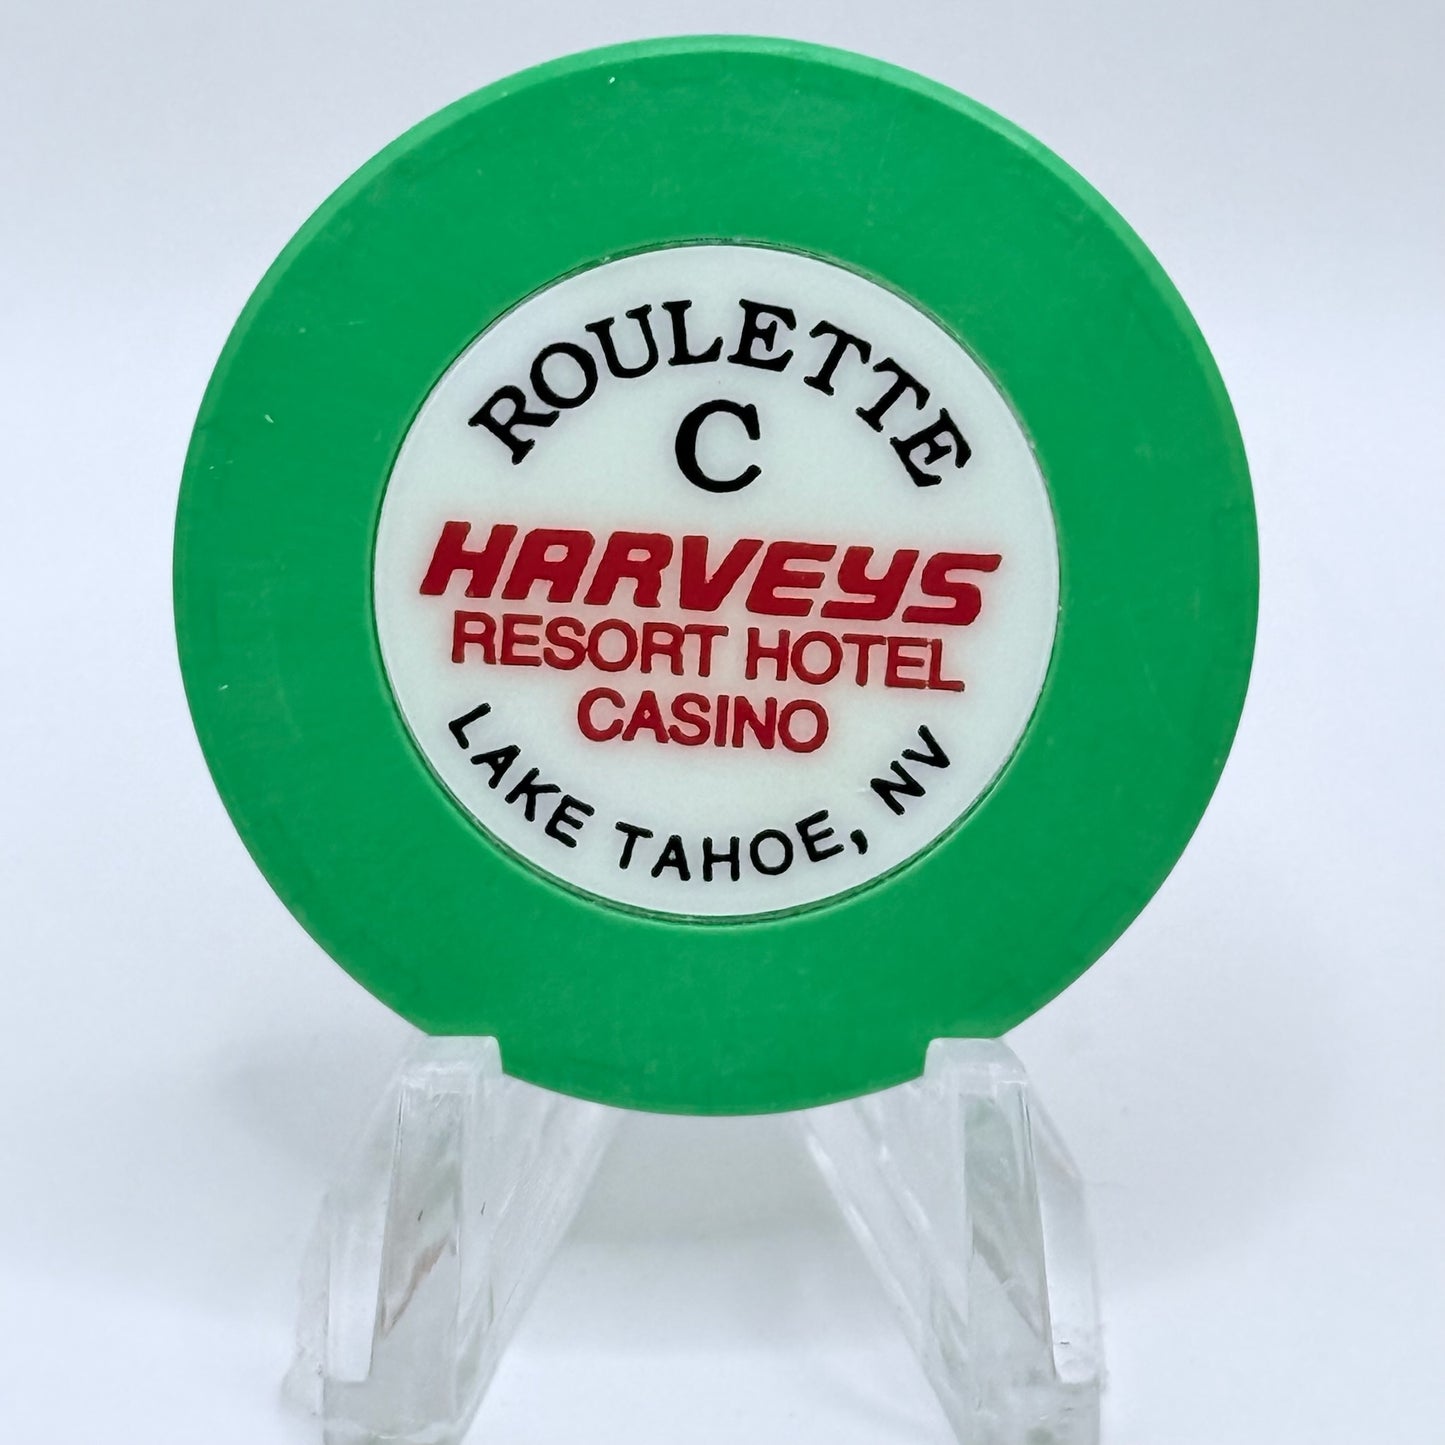 ROULETTE
C
HARVEYS
RESORT HOTEL
CASINO
LAKE TAHOE, NV